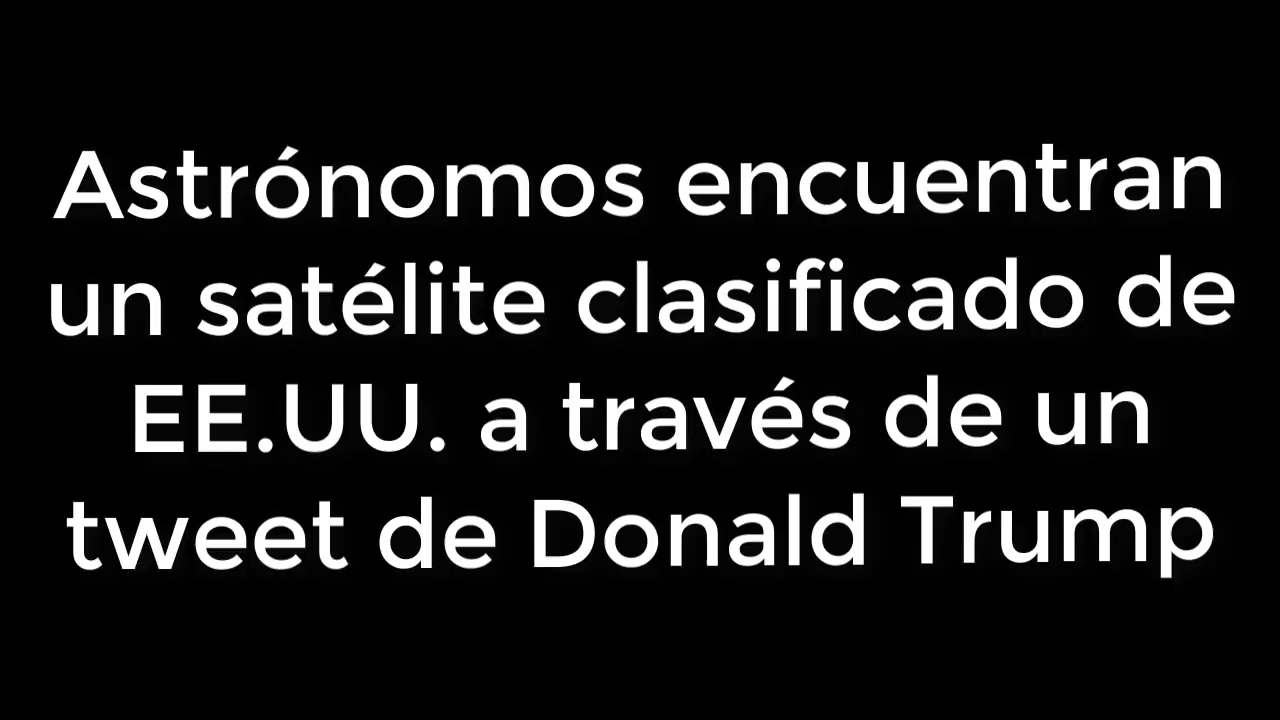 Astrónomos encuentran
un satélite clasificado de
EE.UU. a través de un
tweet de Donald Trump